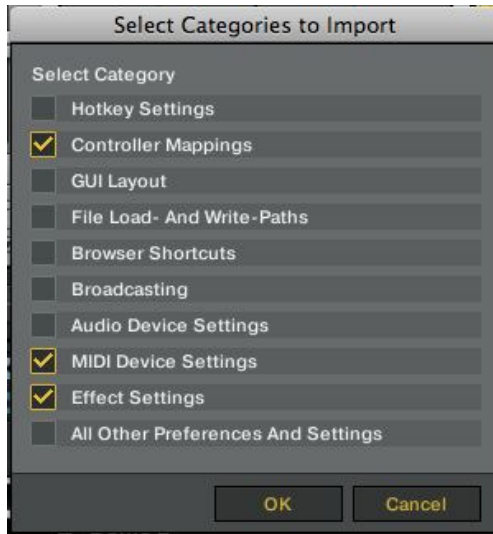 Select Categories to Import
Select Category
Hotkey Settings
Controller Mappings
GUI Layout
File Load- And Write-Paths
Browser Shortcuts
Broadcasting
Audio Device Settings
MIDI Device Settings
Effect Settings
All Other Preferences And Settings
OK Cancel